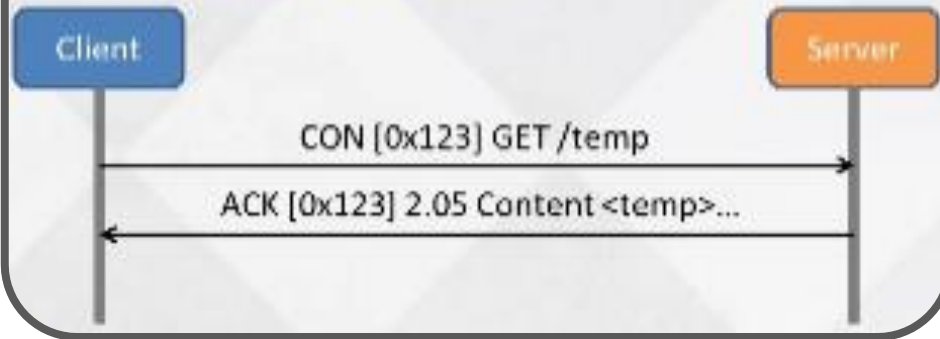 Client
Server
CON [0x123] GET /temp
ACK [0x123] 2.05 Content <temp>...